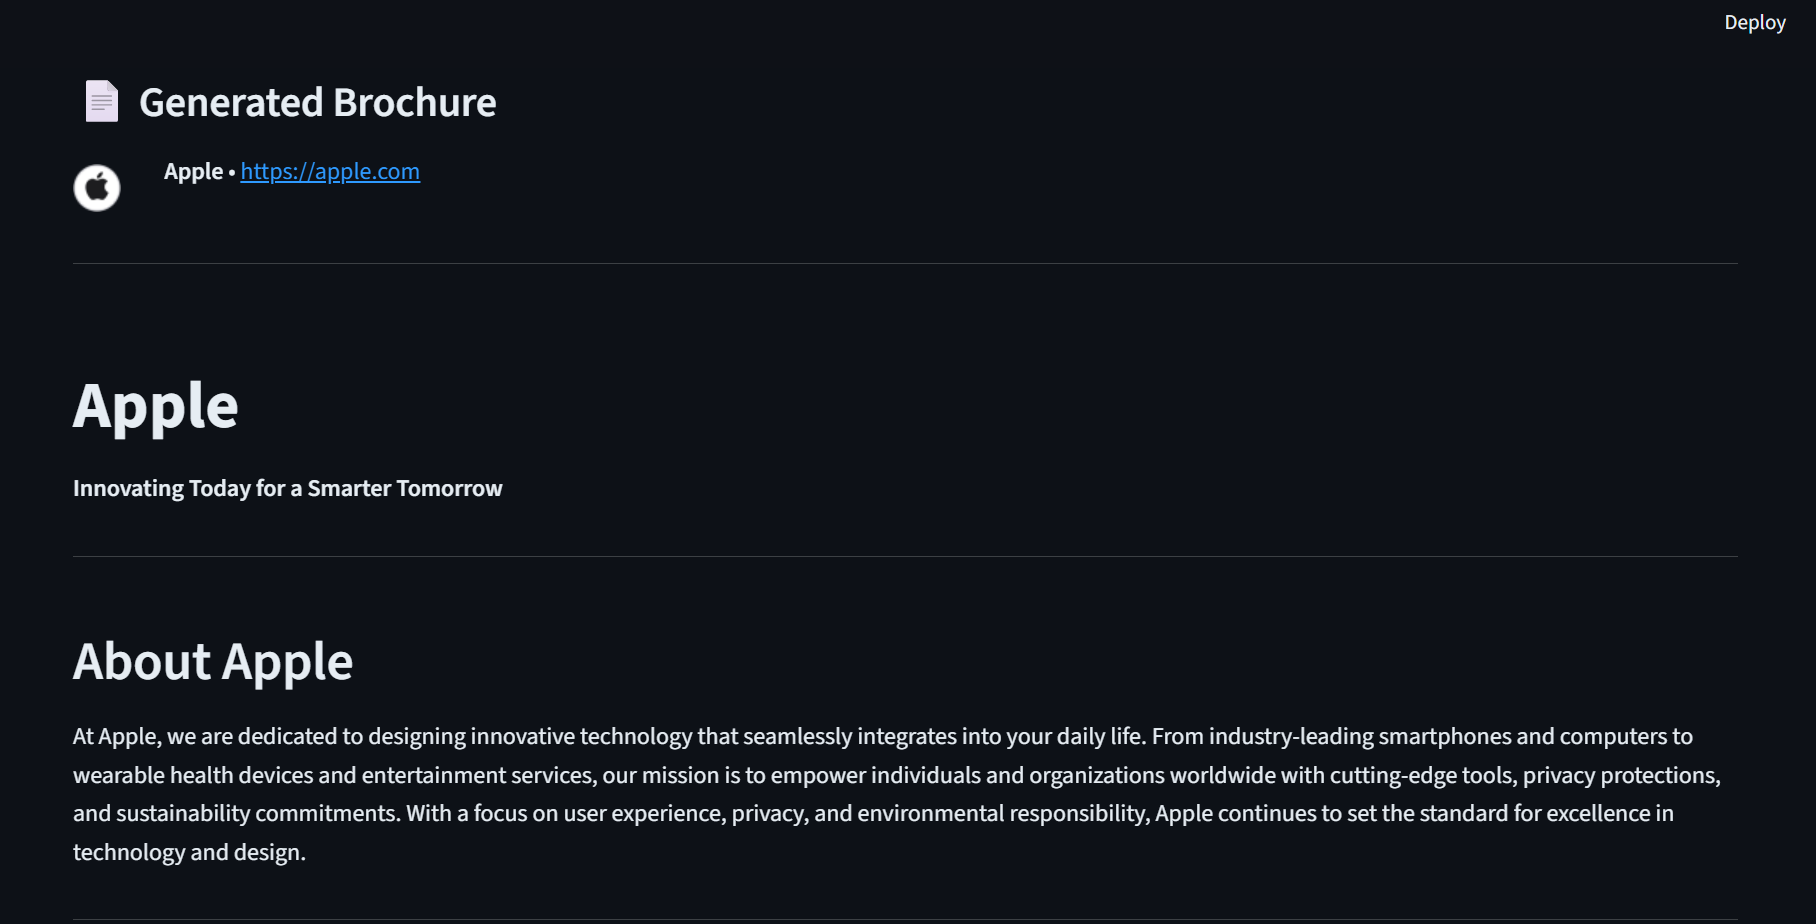 Deploy
Generated Brochure
Apple • https://apple.com
Apple
Innovating Today for a Smarter Tomorrow
About Apple
At Apple, we are dedicated to designing innovative technology that seamlessly integrates into your daily life. From industry-leading smartphones and computers to
wearable health devices and entertainment services, our mission is to empower individuals and organizations worldwide with cutting-edge tools, privacy protections,
and sustainability commitments. With a focus on user experience, privacy, and environmental responsibility, Apple continues to set the standard for excellence in
technology and design.